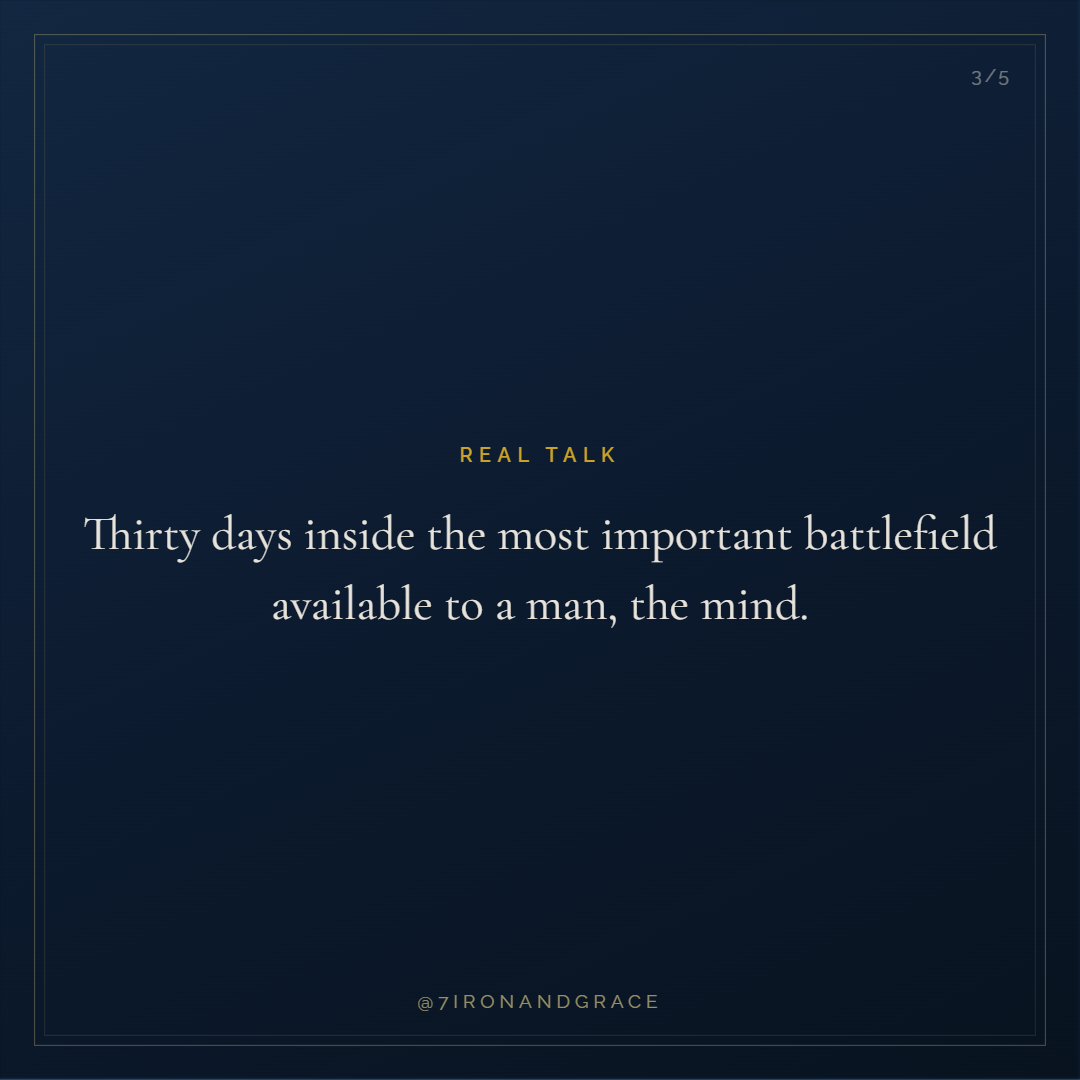 3/5
REAL TALK
Thirty days inside the most important battlefield
available to a man, the mind.
@7IRONANDGRACE